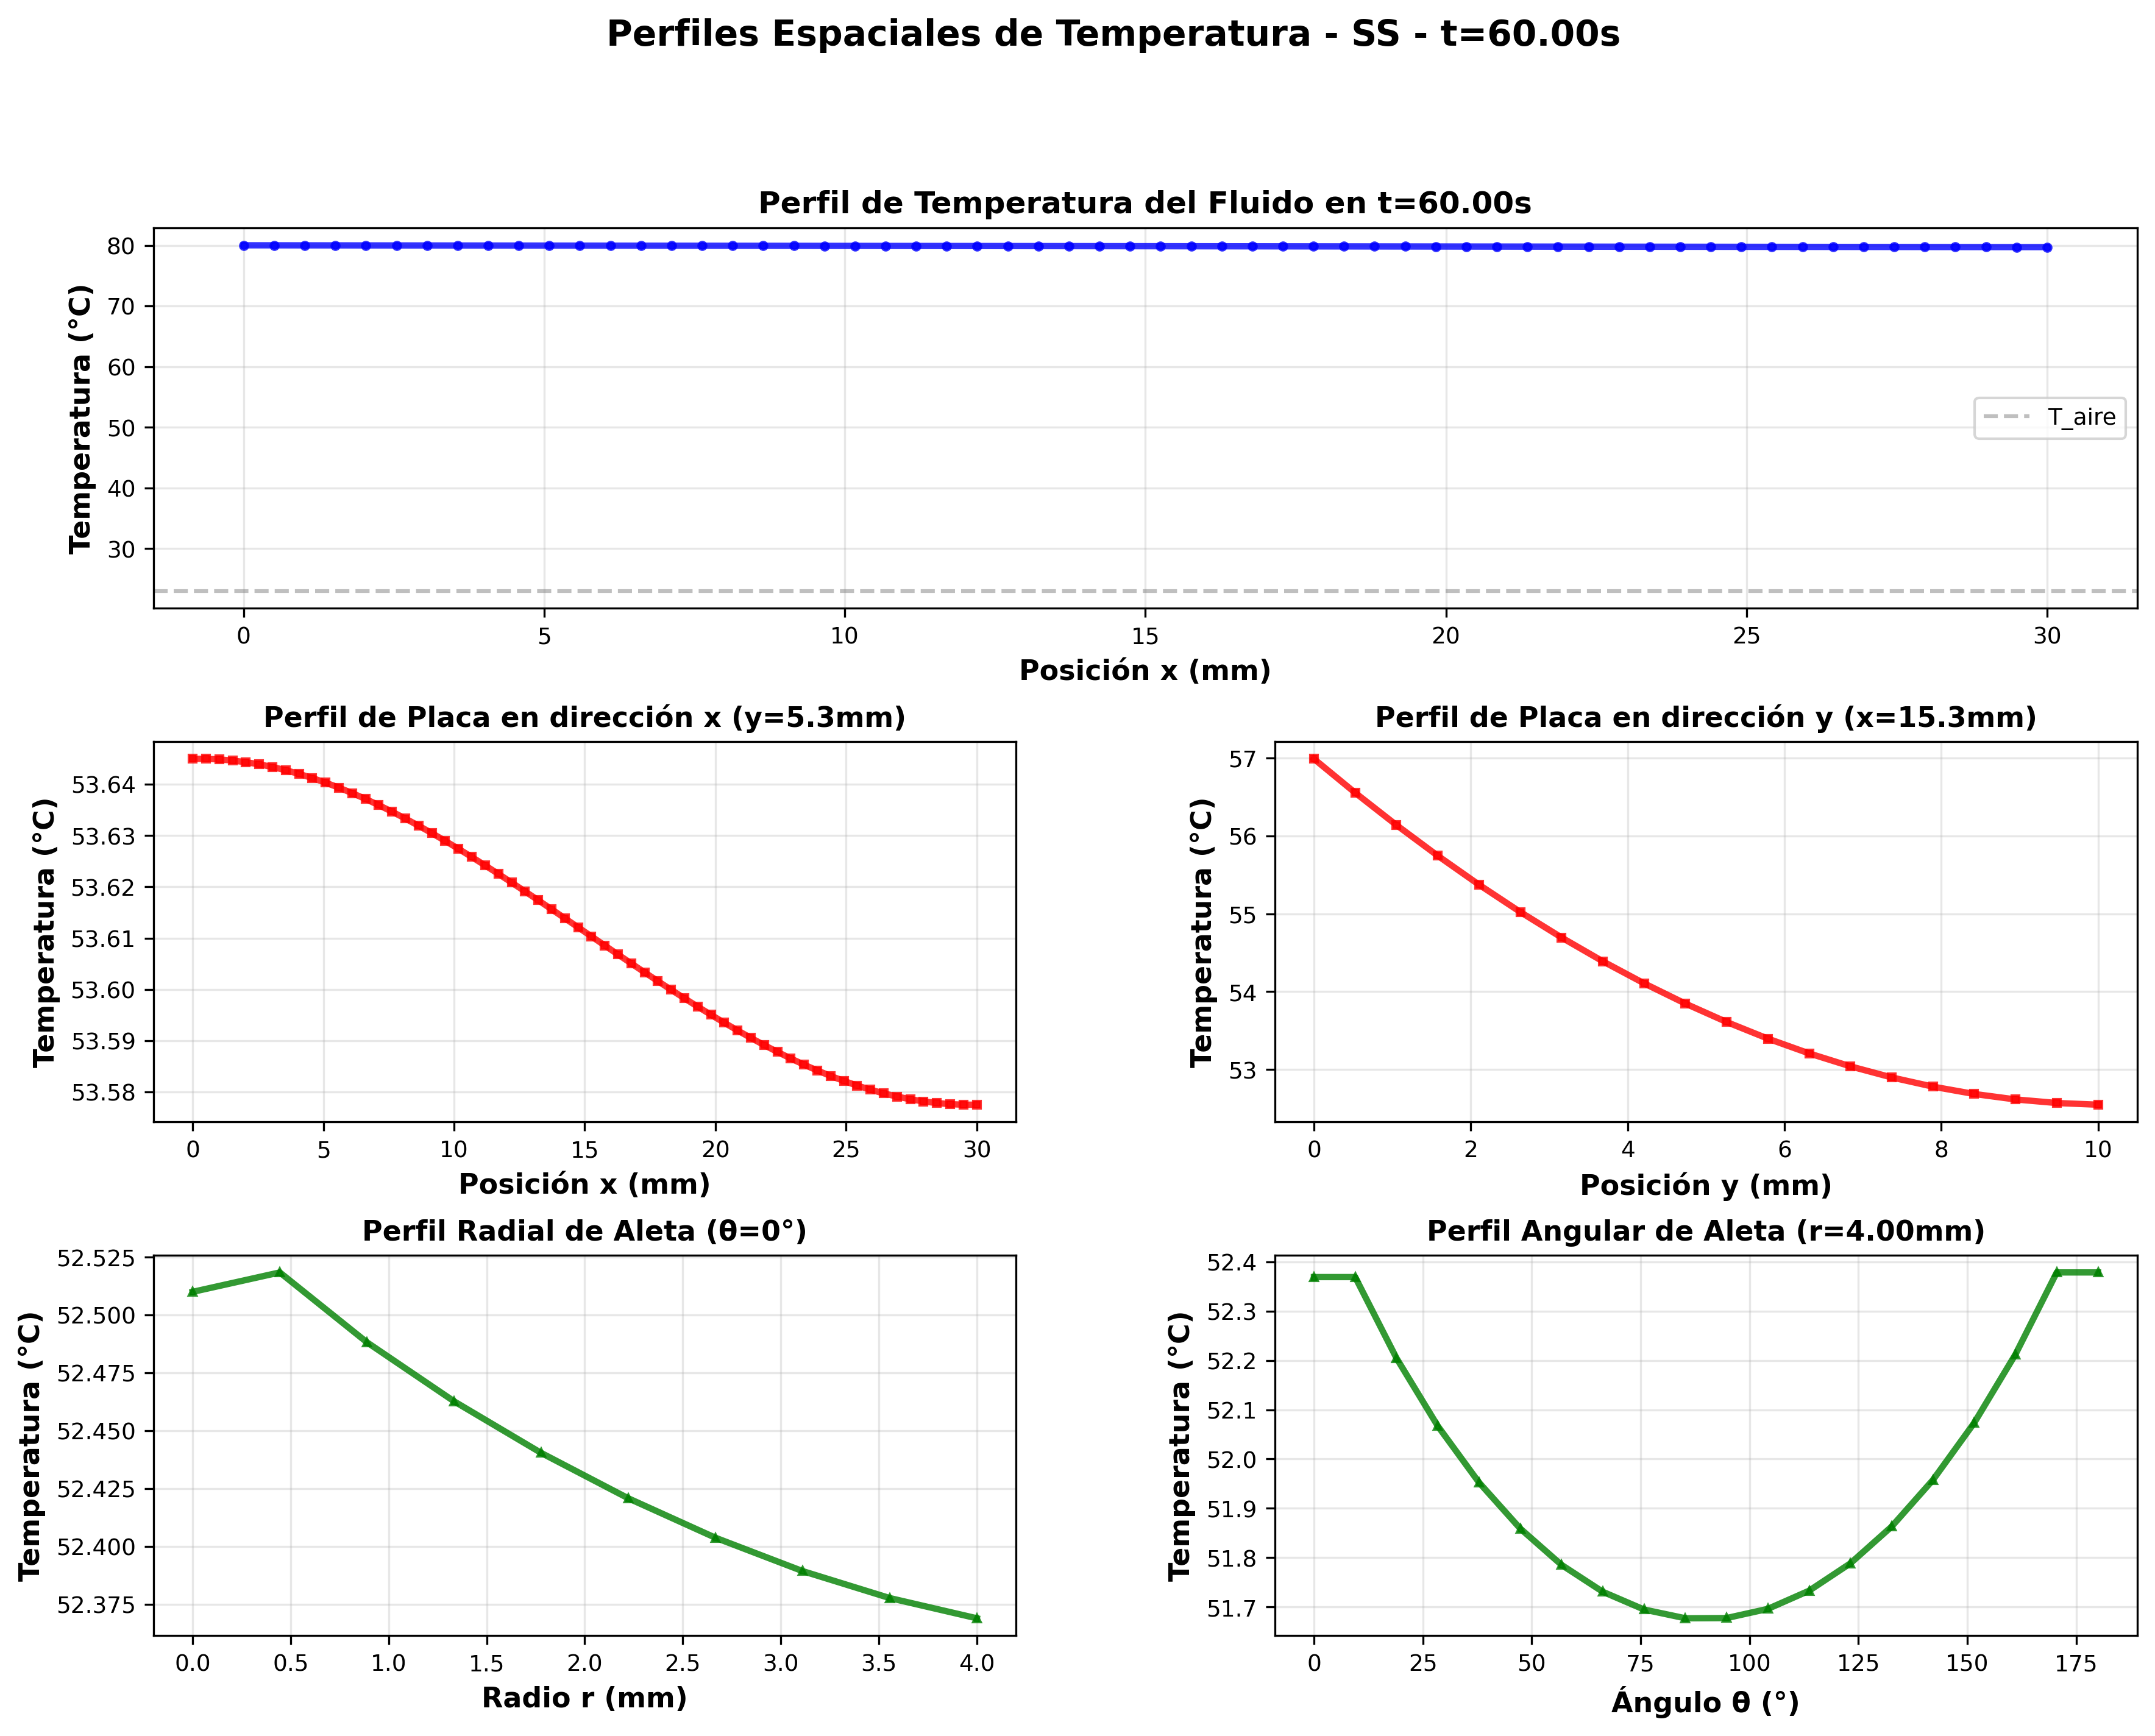 Perfiles Espaciales de Temperatura - SS - t=60.00s
Perfil de Temperatura del Fluido en t=60.00s
Temperatura (°C)
80
70
60
50
40
30
T_aire
0 5 10 15 20 25 30
Posición x (mm)
Perfil de Placa en dirección x (y=5.3mm)
Temperatura (°C)
53.64
53.63
53.62
53.61
53.60
53.59
53.58
0 5 10 15 20 25 30
Posición x (mm)
Perfil de Placa en dirección y (x=15.3mm)
Temperatura (°C)
57
56
55
54
53
0 2 4 6 8 10
Posición y (mm)
Perfil Radial de Aleta (θ=0°)
Temperatura (°C)
52.525
52.500
52.475
52.450
52.425
52.400
52.375
0.0 0.5 1.0 1.5 2.0 2.5 3.0 3.5 4.0
Radio r (mm)
Perfil Angular de Aleta (r=4.00mm)
Temperatura (°C)
52.4
52.3
52.2
52.1
52.0
51.9
51.8
51.7
0 25 50 75 100 125 150 175
Ángulo θ (°)